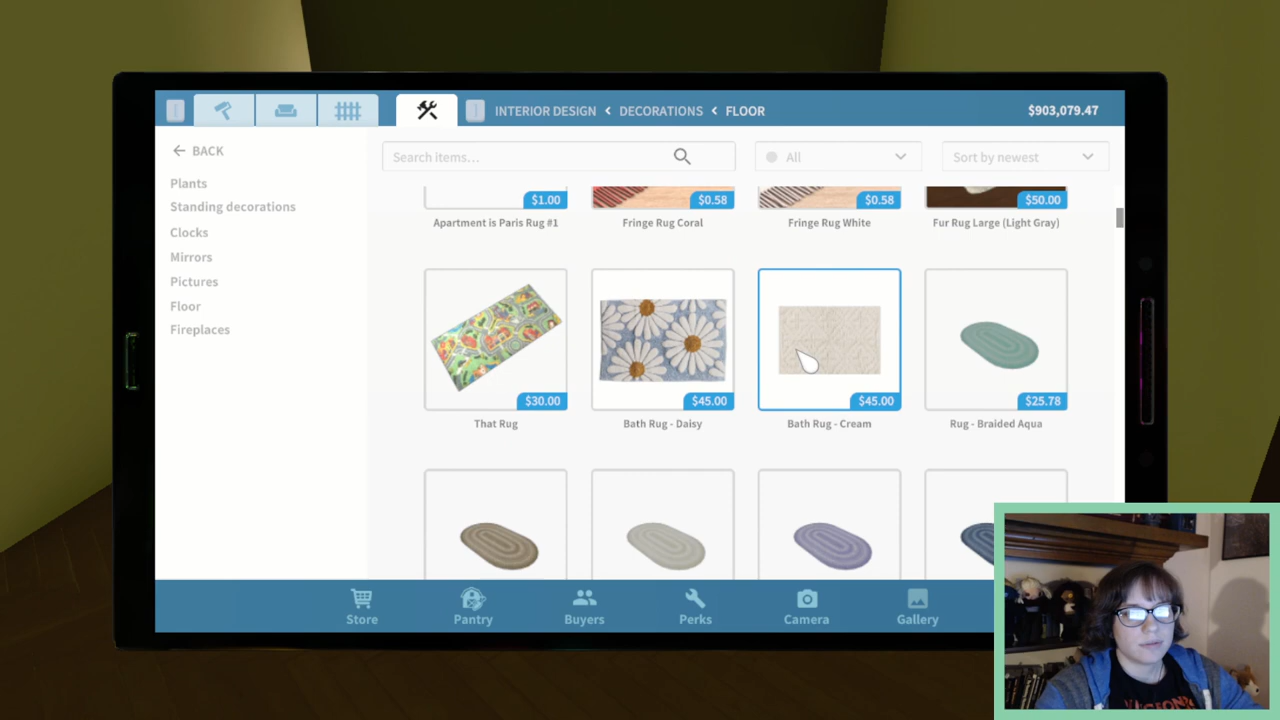 INTERIOR DESIGN < DECORATIONS < FLOOR
$903,079.47
BACK
Search items...
All
Sort by newest
Plants
Standing decorations
Clocks
Mirrors
Pictures
Floor
Fireplaces
$1.00
$0.58
$0.58
$50.00
Apartment is Paris Rug #1
Fringe Rug Coral
Fringe Rug White
Fur Rug Large (Light Gray)
$30.00
$45.00
$45.00
$25.78
That Rug
Bath Rug - Daisy
Bath Rug - Cream
Rug - Braided Aqua
Store
Pantry
Buyers
Perks
Camera
Gallery